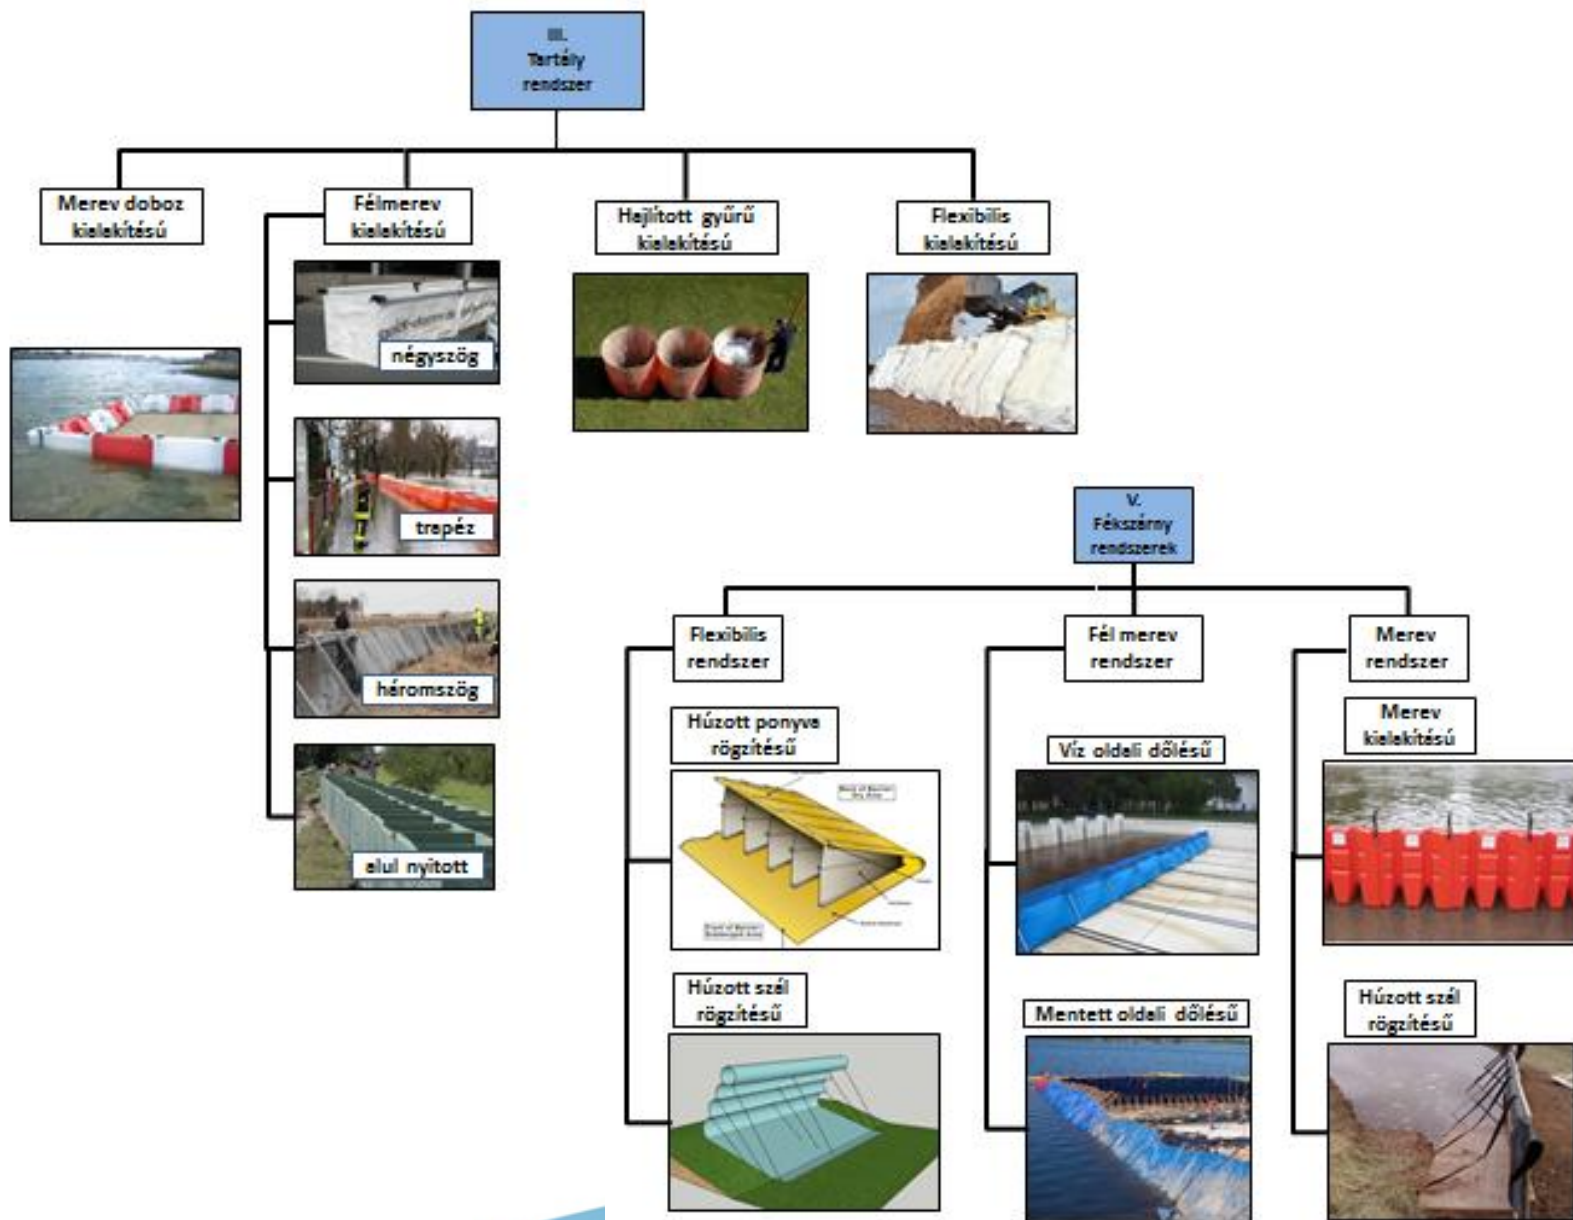 III.
Tartály
rendszer
Merev doboz
kialakítású
Félmerev
kialakítású
Hajlított gyűrű
kialakítású
Flexibilis
kialakítású
négyszög
trapéz
háromszög
alul nyitott
V.
Fékszárny
rendszerek
Flexibilis
rendszer
Fél merev
rendszer
Merev
rendszer
Húzott ponyva
rögzítésű
Víz oldali dőlésű
Merev
kialakítású
Húzott szál
rögzítésű
Mentett oldali dőlésű
Húzott szál
rögzítésű